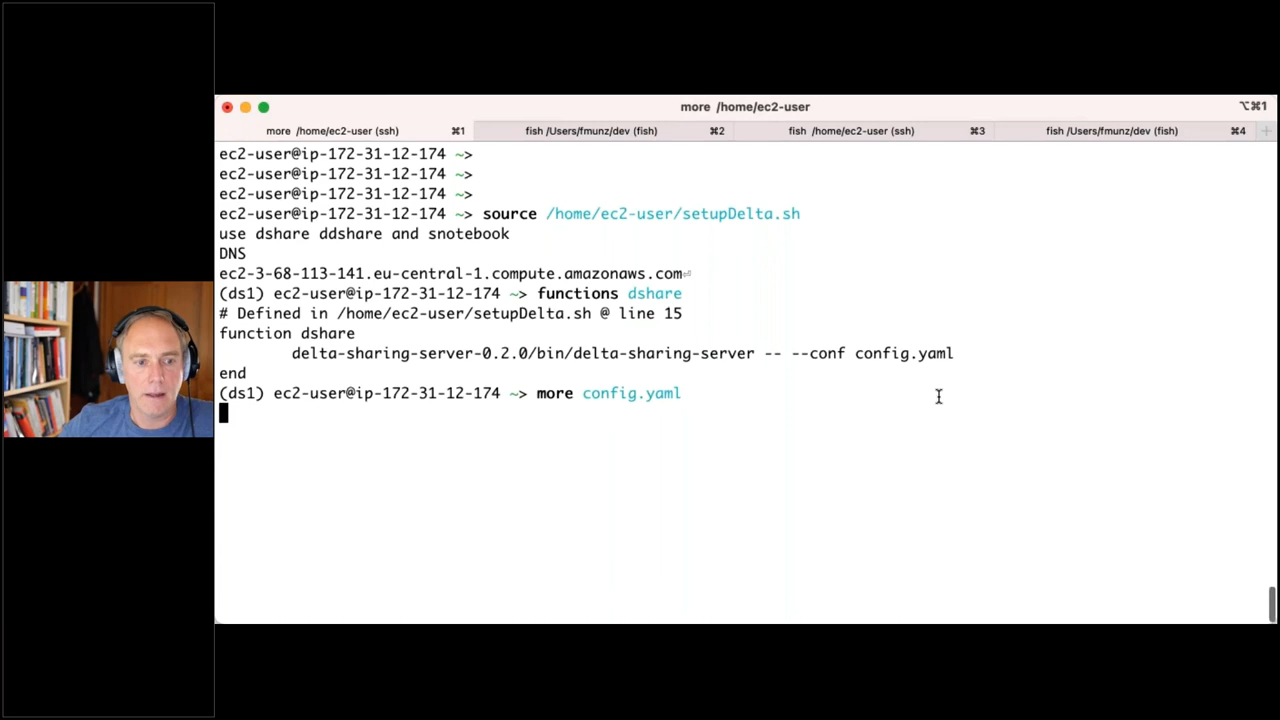 more /home/ec2-user
⌥⌘1
more /home/ec2-user (ssh) ⌘1 fish /Users/fmunz/dev (fish) ⌘2 fish /home/ec2-user (ssh) ⌘3 fish /Users/fmunz/dev (fish) ⌘4 +
ec2-user@ip-172-31-12-174 ~>
ec2-user@ip-172-31-12-174 ~>
ec2-user@ip-172-31-12-174 ~>
ec2-user@ip-172-31-12-174 ~> source /home/ec2-user/setupDelta.sh
use dshare ddshare and snotebook
DNS
ec2-3-68-113-141.eu-central-1.compute.amazonaws.com⏎
(ds1) ec2-user@ip-172-31-12-174 ~> functions dshare
# Defined in /home/ec2-user/setupDelta.sh @ line 15
function dshare
        delta-sharing-server-0.2.0/bin/delta-sharing-server -- --conf config.yaml
end
(ds1) ec2-user@ip-172-31-12-174 ~> more config.yaml